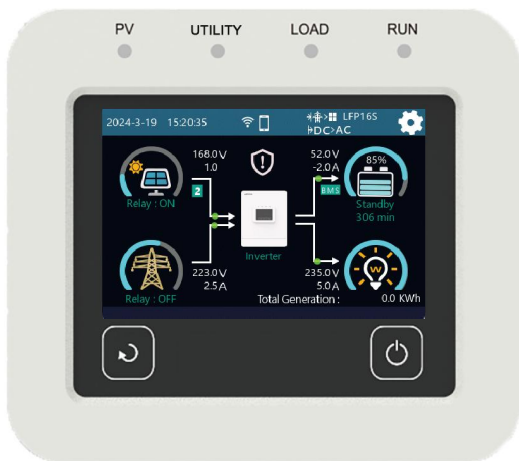 PV UTILITY LOAD RUN
2024-3-19 15:20:35 LFP16S
DC>AC
168.0V
1.0
2
Relay : ON
52.0V
-2.0A
BMS
85%
Standby
306 min
Inverter
223.0V
2.5A
Relay : OFF
235.0V
5.0A
W
Total Generation : 0.0 KWh